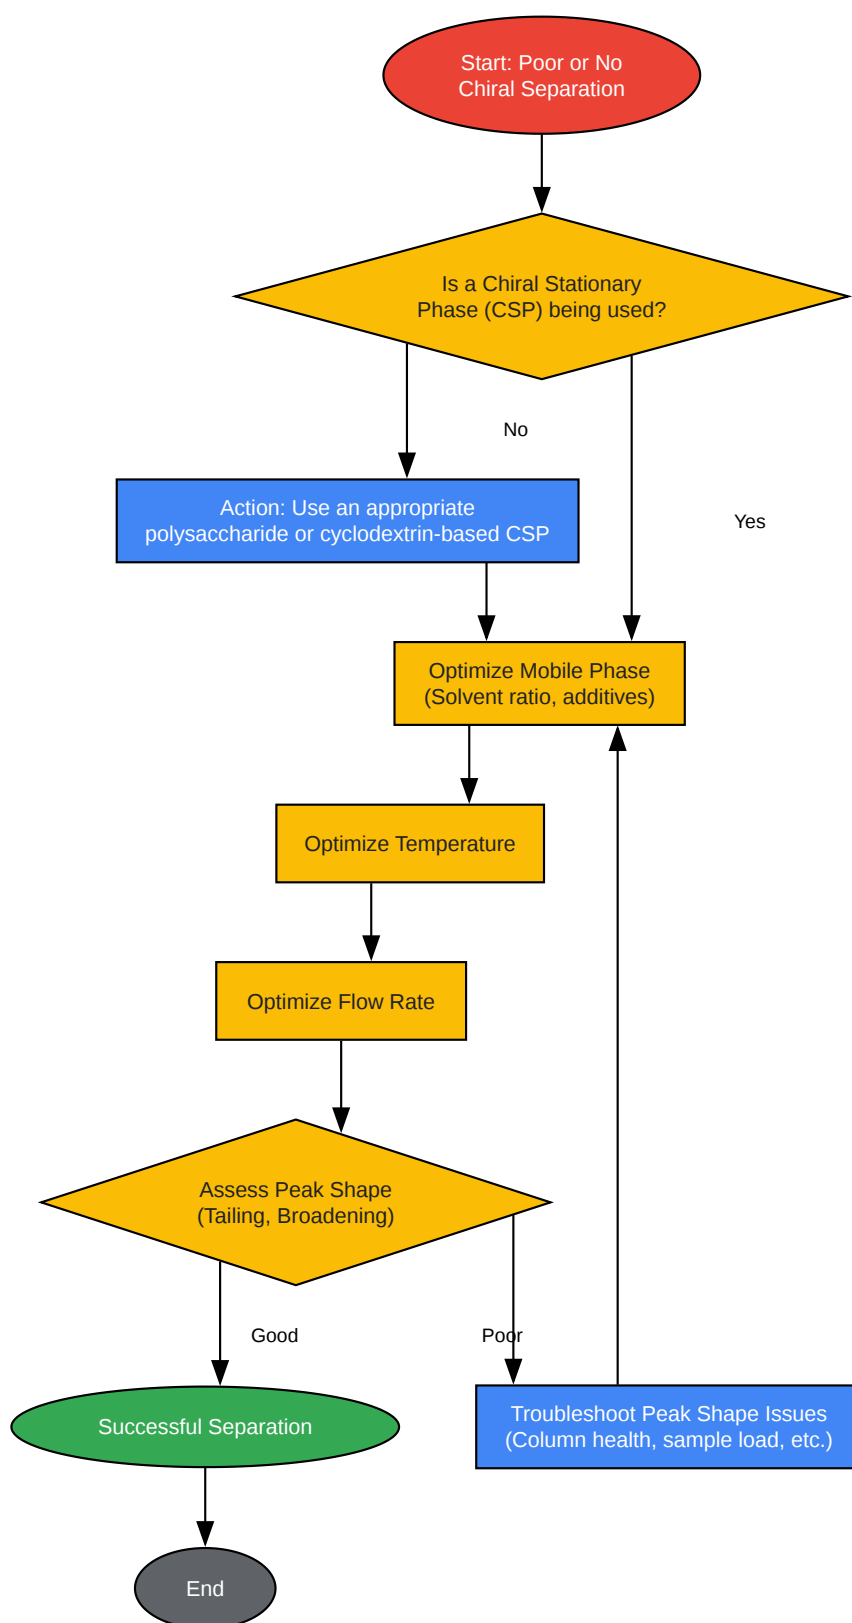 Start: Poor or No
Chiral Separation
Is a Chiral Stationary
Phase (CSP) being used?
No
Yes
Action: Use an appropriate
polysaccharide or cyclodextrin-based CSP
Optimize Mobile Phase
(Solvent ratio, additives)
Optimize Temperature
Optimize Flow Rate
Assess Peak Shape
(Tailing, Broadening)
Good
Poor
Successful Separation
Troubleshoot Peak Shape Issues
(Column health, sample load, etc.)
End